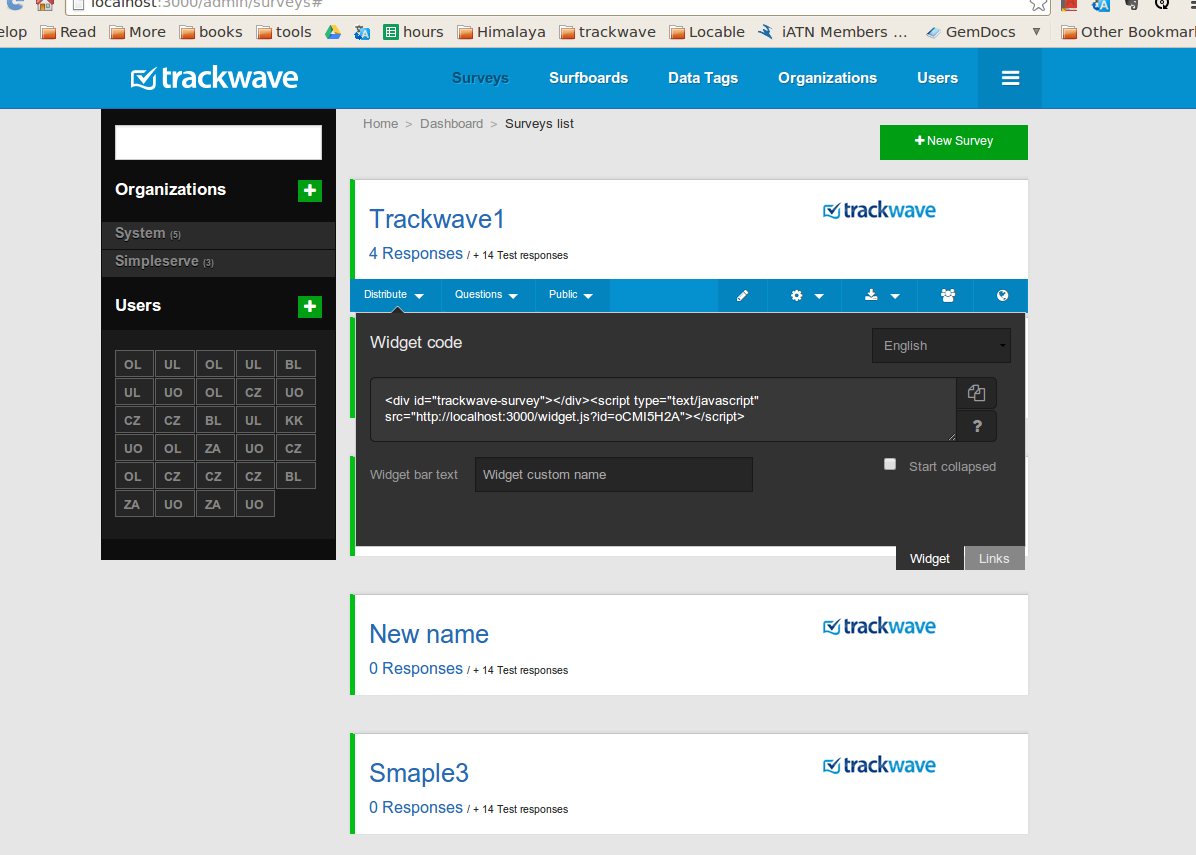 localhost:3000/admin/surveys#
elop Read More books tools hours Himalaya trackwave Locable iATN Members ... GemDocs Other Bookmar
trackwave Surveys Surfboards Data Tags Organizations Users
Home > Dashboard > Surveys list
+ New Survey
Organizations +
System (5)
Simpleserve (3)
Users +
OL UL OL UL BL
UL UO OL CZ UO
CZ CZ BL UL KK
UO OL ZA UO CZ
OL CZ CZ CZ BL
ZA UO ZA UO
Trackwave1
trackwave
4 Responses / + 14 Test responses
Distribute Questions Public
Widget code
English
<div id="trackwave-survey"></div><script type="text/javascript"
src="http://localhost:3000/widget.js?id=oCMI5H2A"></script>
?
Widget bar text Widget custom name Start collapsed
Widget Links
New name
trackwave
0 Responses / + 14 Test responses
Smaple3
trackwave
0 Responses / + 14 Test responses